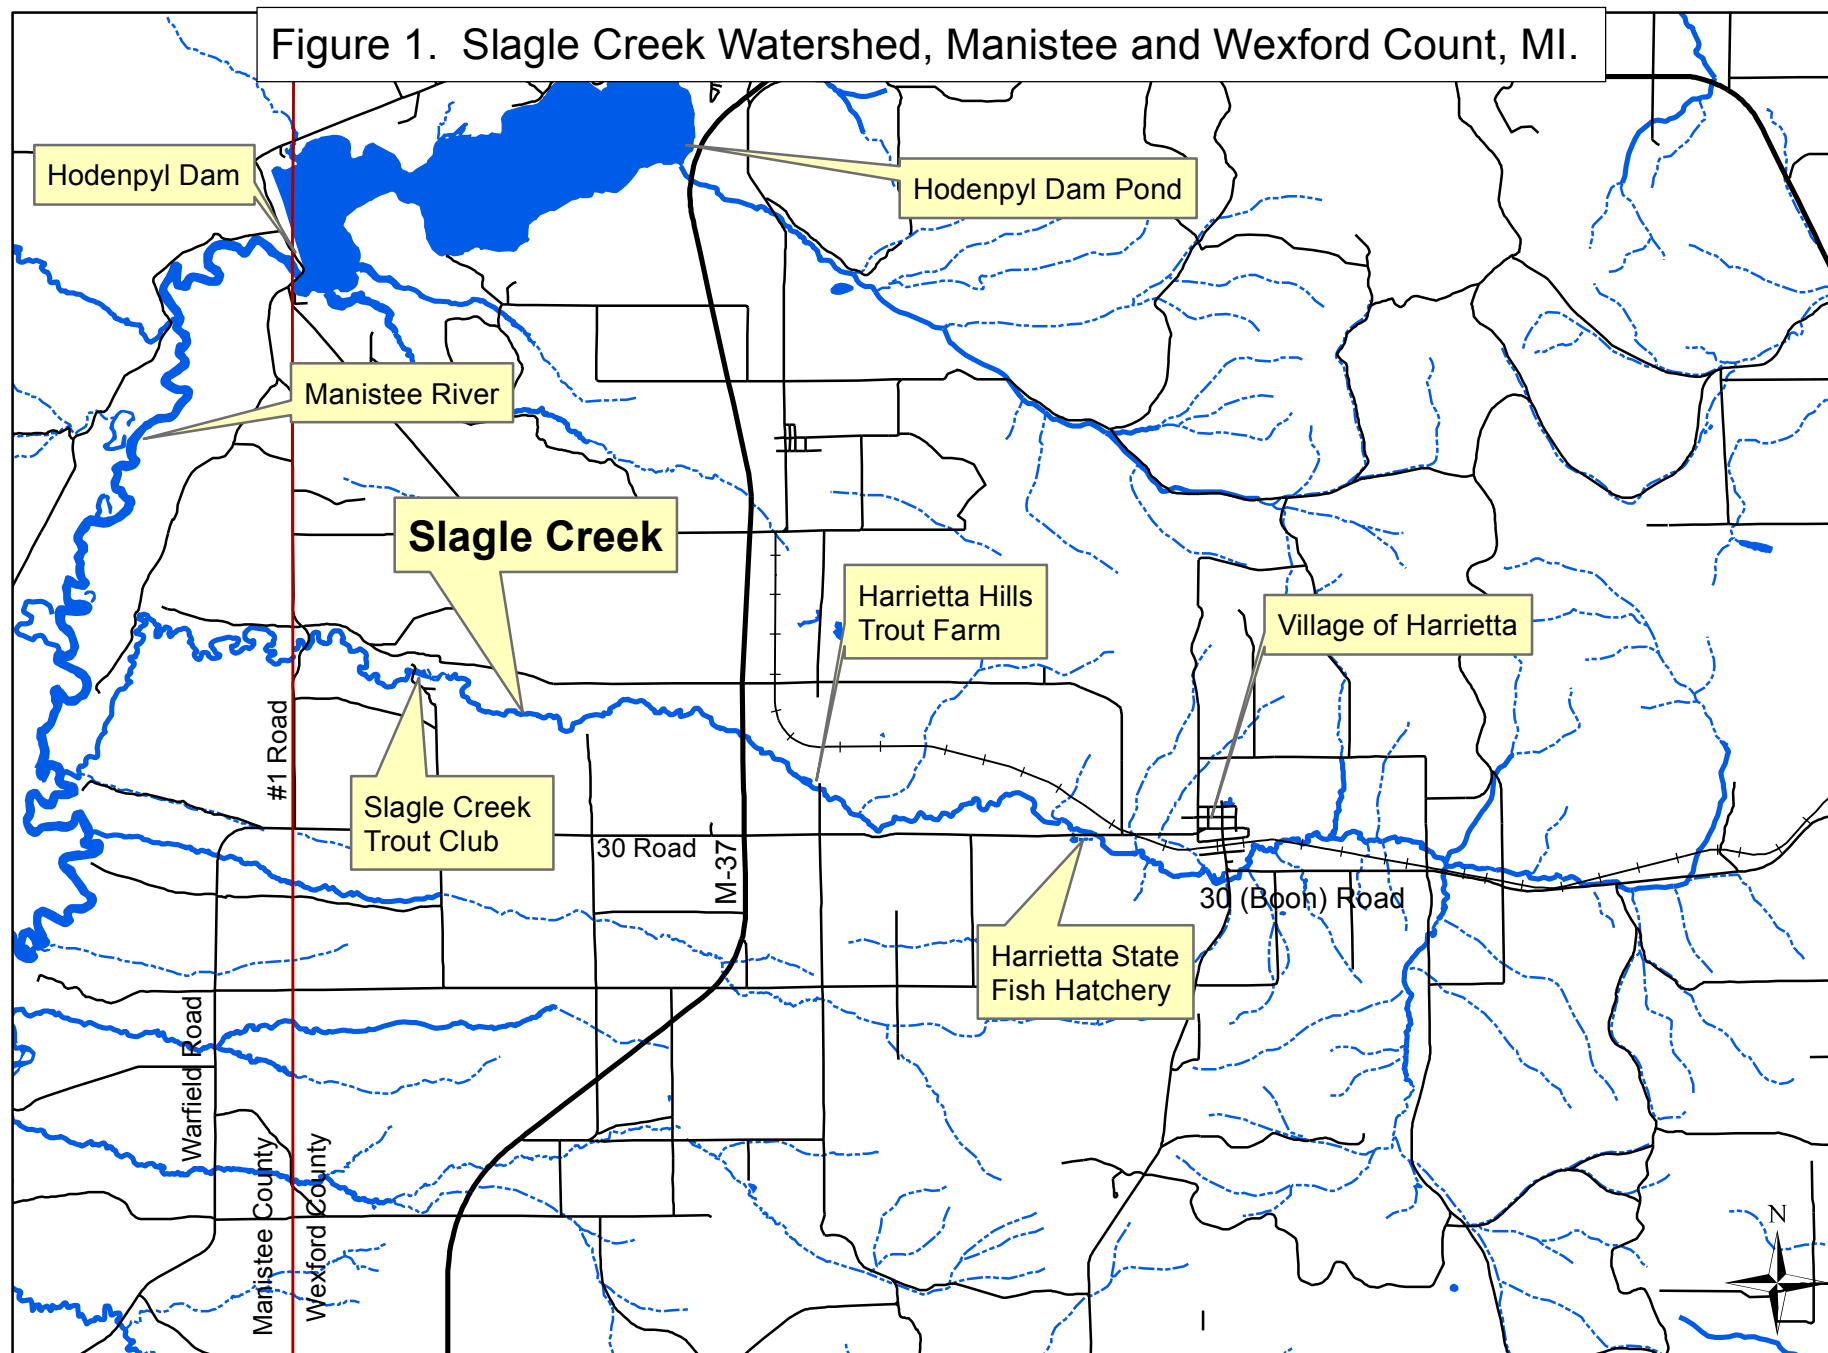 Figure 1. Slagle Creek Watershed, Manistee and Wexford Count, MI.
Hodenpyl Dam
Hodenpyl Dam Pond
Manistee River
Slagle Creek
Harrietta Hills
Trout Farm
Village of Harrietta
#1 Road
Slagle Creek
Trout Club
30 Road
M-37
30 (Boon) Road
Harrietta State
Fish Hatchery
Warfield Road
Manistee County
Wexford County
N